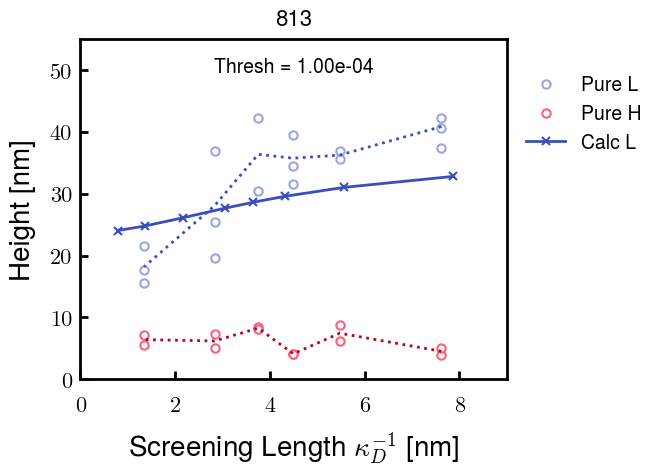 813
Thresh = 1.00e-04
Pure L
Pure H
Calc L
Height [nm]
50
40
30
20
10
0
0 2 4 6 8
Screening Length κ_D^{-1} [nm]